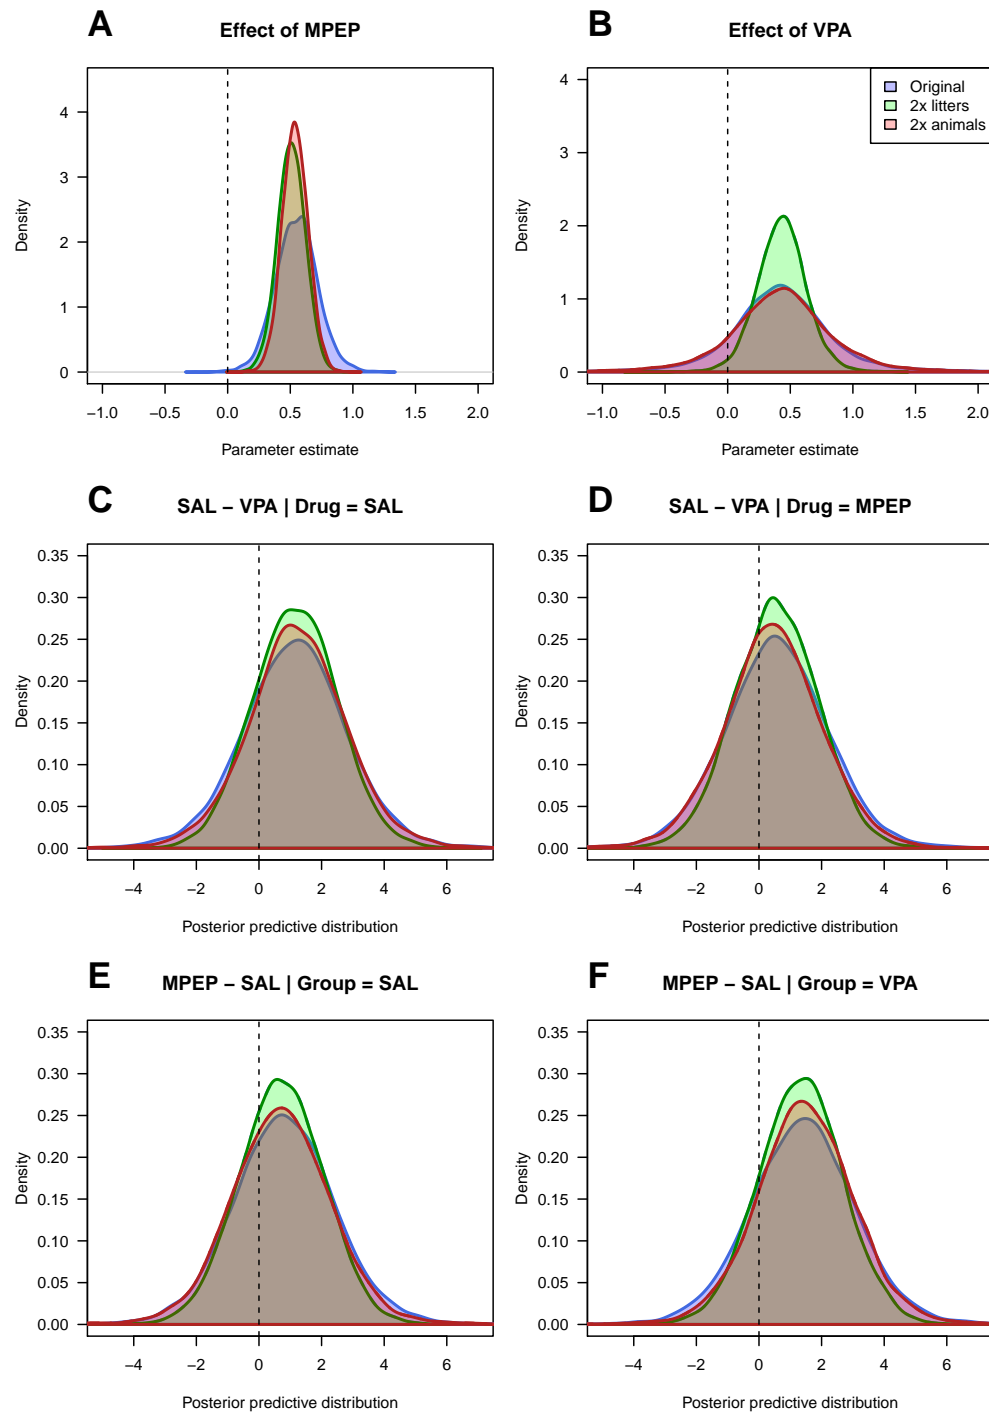 A
Effect of MPEP
4
3
2
1
0
Density
−1.0 −0.5 0.0 0.5 1.0 1.5 2.0
Parameter estimate
B
Effect of VPA
Original
2x litters
2x animals
4
3
2
1
0
Density
−1.0 −0.5 0.0 0.5 1.0 1.5 2.0
Parameter estimate
C
SAL − VPA | Drug = SAL
0.35
0.30
0.25
0.20
0.15
0.10
0.05
0.00
Density
−4 −2 0 2 4 6
Posterior predictive distribution
D
SAL − VPA | Drug = MPEP
0.35
0.30
0.25
0.20
0.15
0.10
0.05
0.00
Density
−4 −2 0 2 4 6
Posterior predictive distribution
E
MPEP − SAL | Group = SAL
0.35
0.30
0.25
0.20
0.15
0.10
0.05
0.00
Density
−4 −2 0 2 4 6
Posterior predictive distribution
F
MPEP − SAL | Group = VPA
0.35
0.30
0.25
0.20
0.15
0.10
0.05
0.00
Density
−4 −2 0 2 4 6
Posterior predictive distribution